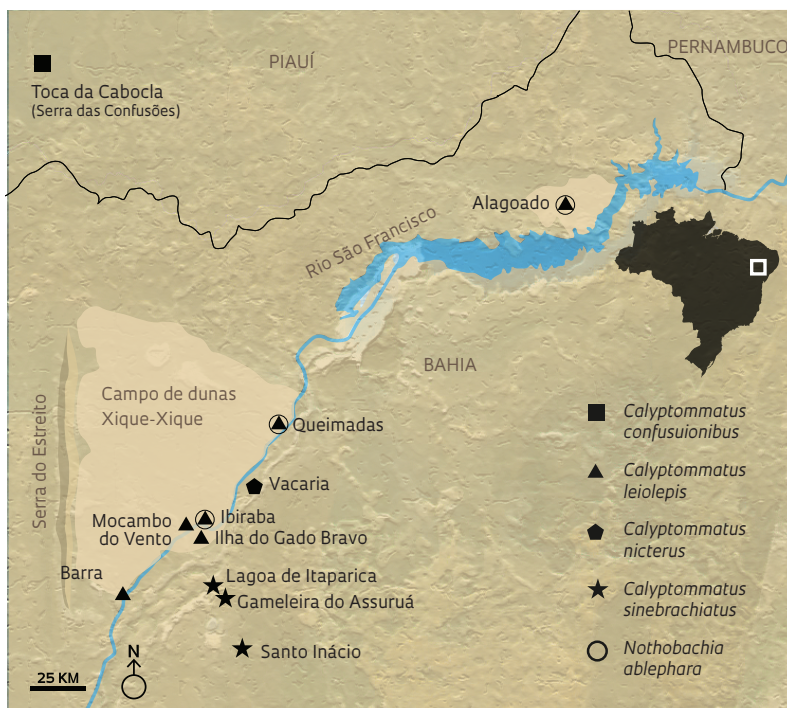 PIAUÍ
PERNAMBUCO
Toca da Cabocla
(Serra das Confusões)
Alagoado
Rio São Francisco
BAHIA
Campo de dunas
Xique-Xique
Serra do Estreito
Queimadas
Vacaria
Ibiraba
Mocambo
do Vento
Ilha do Gado Bravo
Barra
Lagoa de Itaparica
Gameleira do Assuruá
Santo Inácio
N
25 KM
Calyptommatus
confusuionibus
Calyptommatus
leiolepis
Calyptommatus
nicterus
Calyptommatus
sinebrachiatus
Nothobachia
ablephara